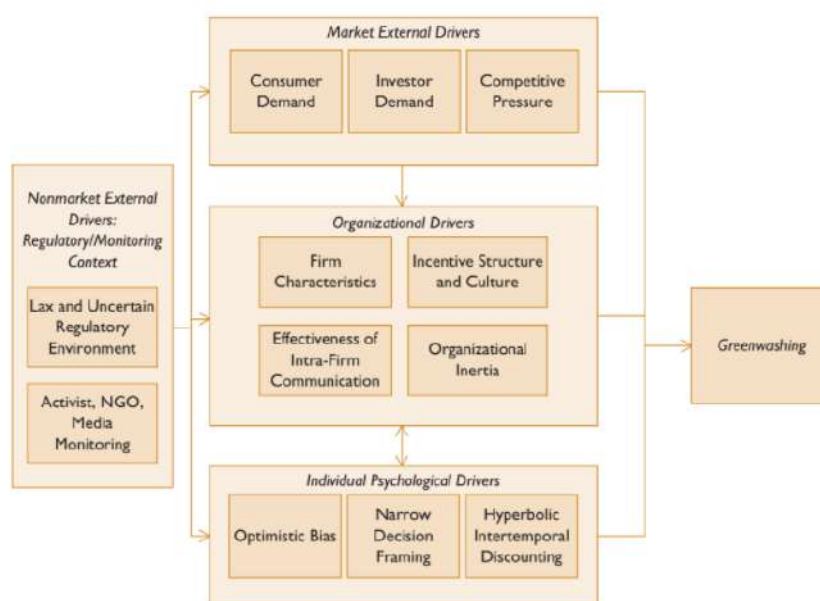 Market External Drivers
Consumer
Demand
Investor
Demand
Competitive
Pressure
Nonmarket External
Drivers:
Regulatory/Monitoring
Context
Lax and Uncertain
Regulatory
Environment
Activist, NGO,
Media
Monitoring
Organizational Drivers
Firm
Characteristics
Incentive Structure
and Culture
Effectiveness of
Intra-Firm
Communication
Organizational
Inertia
Individual Psychological Drivers
Optimistic Bias
Narrow
Decision
Framing
Hyperbolic
Intertemporal
Discounting
Greenwashing